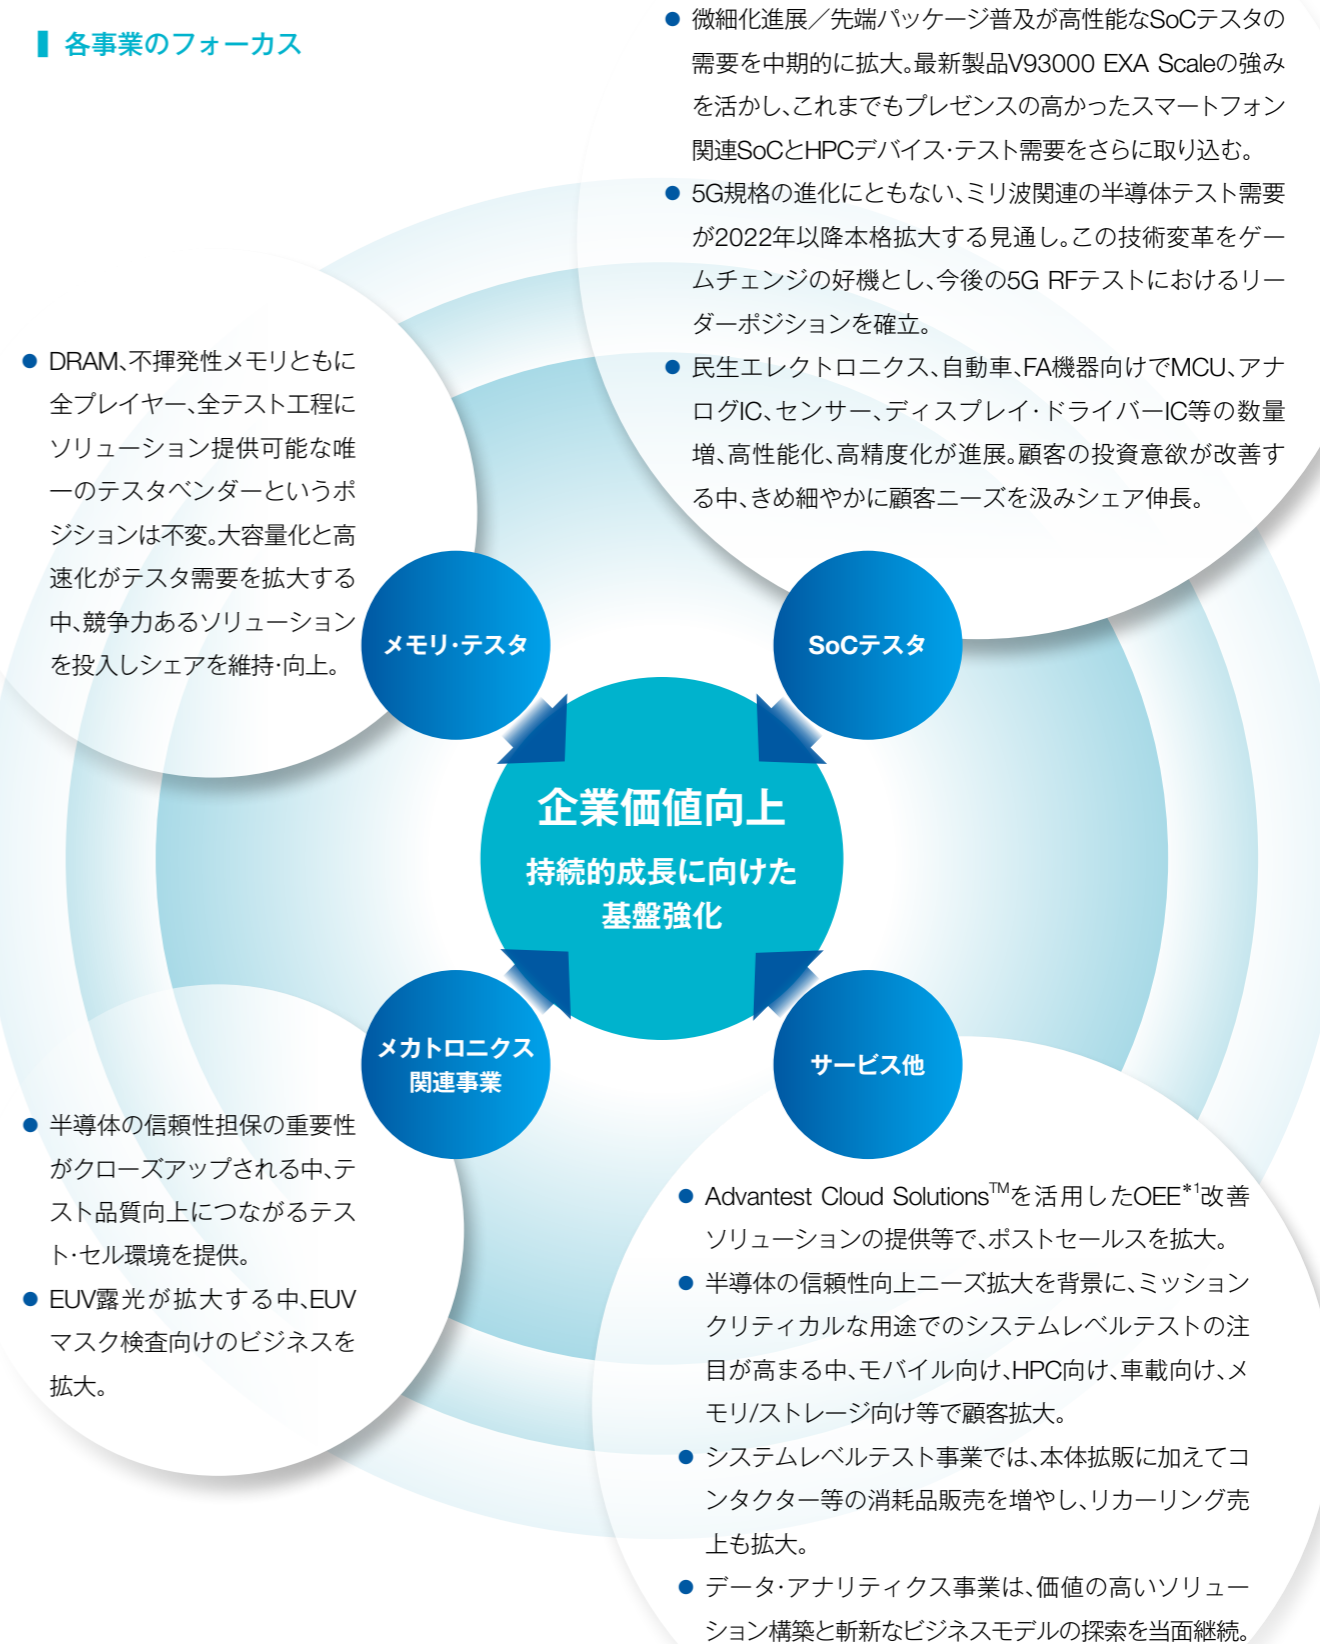 各事業のフォーカス
● 微細化進展／先端パッケージ普及が高性能なSoCテスタの
需要を中期的に拡大。最新製品V93000 EXA Scaleの強み
を活かし、これまでもプレゼンスの高かったスマートフォン
関連SoCとHPCデバイス・テスト需要をさらに取り込む。
● 5G規格の進化にともない、ミリ波関連の半導体テスト需要
が2022年以降本格拡大する見通し。この技術変革をゲー
ムチェンジの好機とし、今後の5G RFテストにおけるリー
ダーポジションを確立。
● 民生エレクトロニクス、自動車、FA機器向けでMCU、アナ
ログIC、センサー、ディスプレイ・ドライバーIC等の数量
増、高性能化、高精度化が進展。顧客の投資意欲が改善す
る中、きめ細やかに顧客ニーズを汲みシェア伸長。
● DRAM、不揮発性メモリともに
全プレイヤー、全テスト工程に
ソリューション提供可能な唯
一のテスタベンダーというポ
ジションは不変。大容量化と高
速化がテスタ需要を拡大する
中、競争力あるソリューション
を投入しシェアを維持・向上。
メモリ・テスタ
SoCテスタ
企業価値向上
持続的成長に向けた
基盤強化
メカトロニクス
関連事業
サービス他
● 半導体の信頼性担保の重要性
がクローズアップされる中、テ
スト品質向上につながるテス
ト・セル環境を提供。
● EUV露光が拡大する中、EUV
マスク検査向けのビジネスを
拡大。
● Advantest Cloud Solutions™を活用したOEE*1改善
ソリューションの提供等で、ポストセールスを拡大。
● 半導体の信頼性向上ニーズ拡大を背景に、ミッション
クリティカルな用途でのシステムレベルテストの注
目が高まる中、モバイル向け、HPC向け、車載向け、メ
モリ/ストレージ向け等で顧客拡大。
● システムレベルテスト事業では、本体拡販に加えてコ
ンタクター等の消耗品販売を増やし、リカーリング売
上も拡大。
● データ・アナリティクス事業は、価値の高いソリュー
ション構築と斬新なビジネスモデルの探索を当面継続。